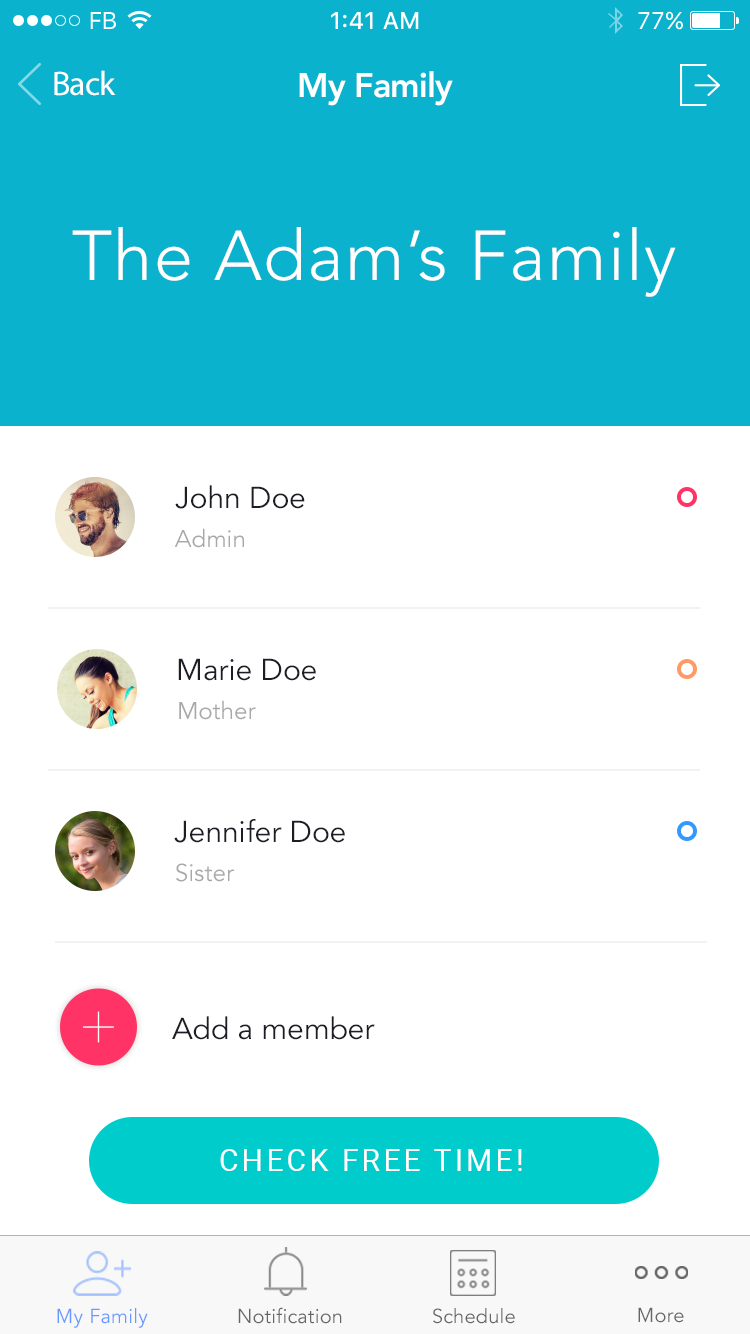 FB 1:41 AM 77%
Back My Family
The Adam’s Family
John Doe
Admin
Marie Doe
Mother
Jennifer Doe
Sister
Add a member
CHECK FREE TIME!
My Family Notification Schedule More